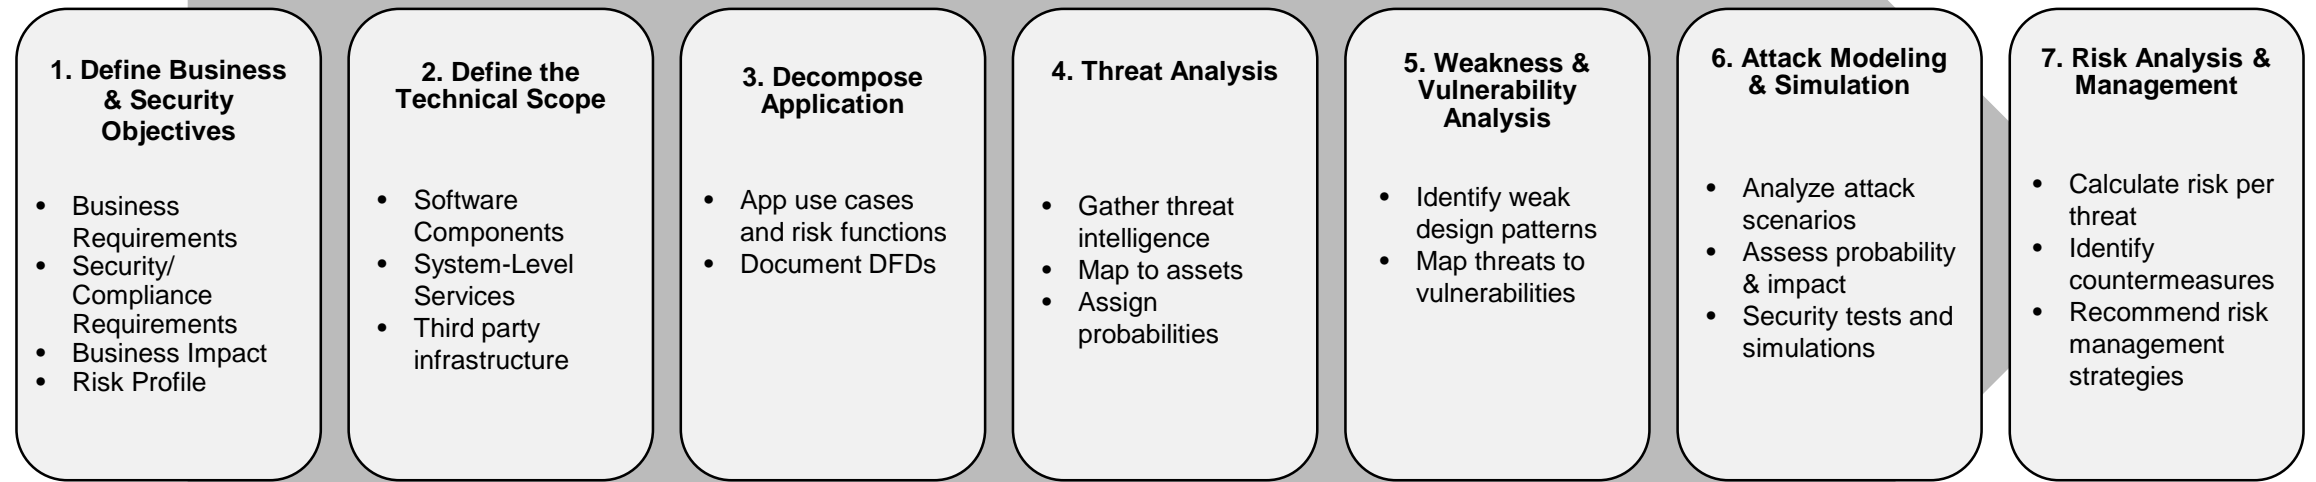 1. Define Business
& Security
Objectives
• Business
Requirements
• Security/
Compliance
Requirements
• Business Impact
• Risk Profile
2. Define the
Technical Scope
• Software
Components
• System-Level
Services
• Third party
infrastructure
3. Decompose
Application
• App use cases
and risk functions
• Document DFDs
4. Threat Analysis
• Gather threat
intelligence
• Map to assets
• Assign
probabilities
5. Weakness &
Vulnerability
Analysis
• Identify weak
design patterns
• Map threats to
vulnerabilities
6. Attack Modeling
& Simulation
• Analyze attack
scenarios
• Assess probability
& impact
• Security tests and
simulations
7. Risk Analysis &
Management
• Calculate risk per
threat
• Identify
countermeasures
• Recommend risk
management
strategies